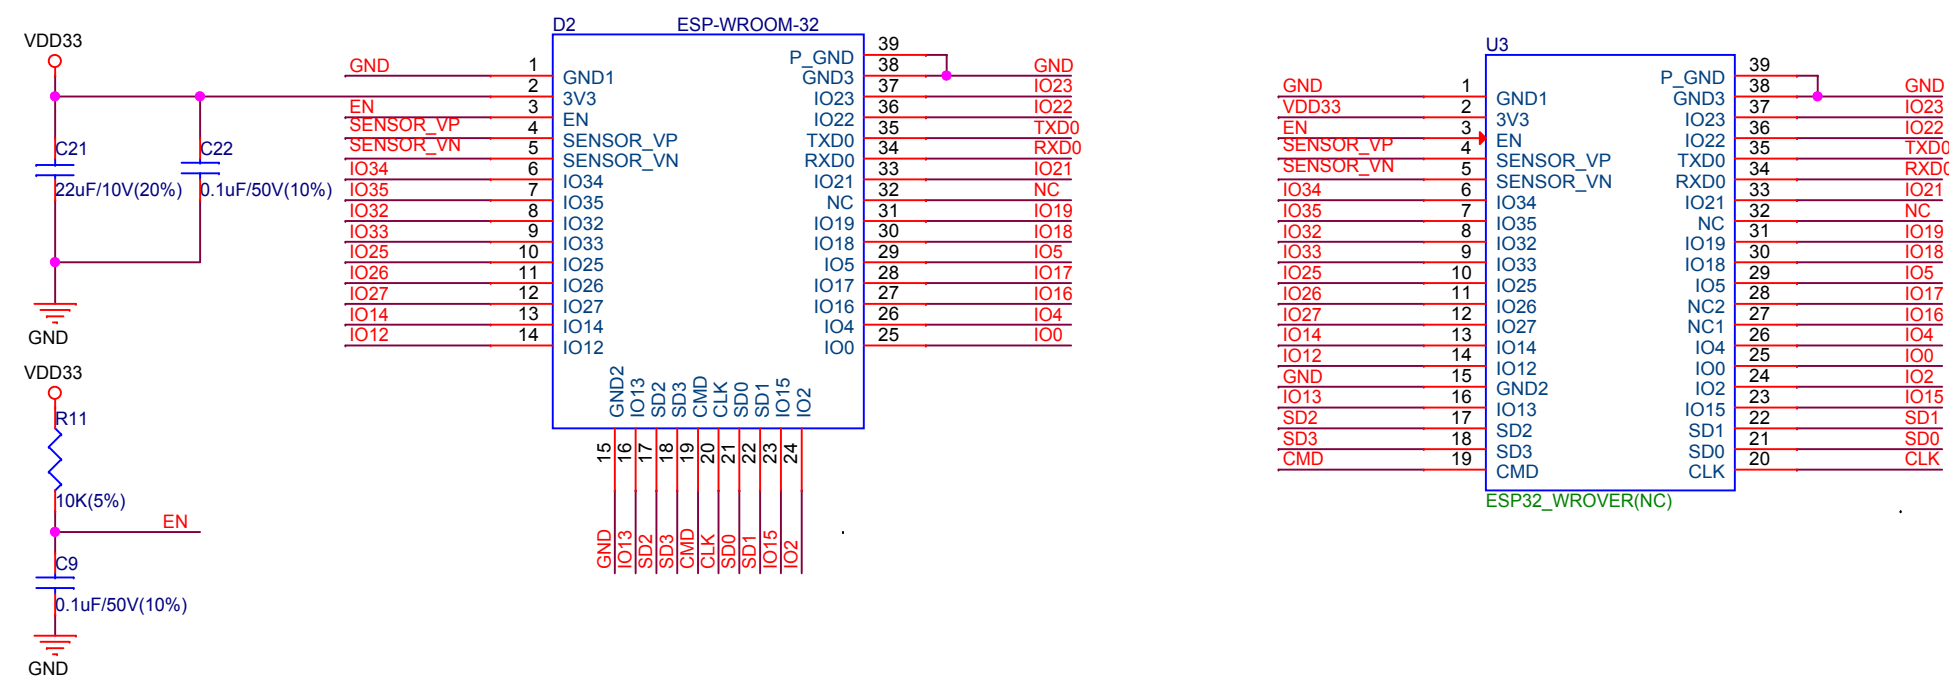 VDD33
C21
22uF/10V(20%)
C22
0.1uF/50V(10%)
GND
VDD33
R11
10K(5%)
EN
C9
0.1uF/50V(10%)
GND
D2 ESP-WROOM-32
GND 1 GND1
2 3V3
EN 3 EN
SENSOR_VP 4 SENSOR_VP
SENSOR_VN 5 SENSOR_VN
IO34 6 IO34
IO35 7 IO35
IO32 8 IO32
IO33 9 IO33
IO25 10 IO25
IO26 11 IO26
IO27 12 IO27
IO14 13 IO14
IO12 14 IO12
P_GND 39
GND3 38 GND
IO23 37 IO23
IO22 36 IO22
TXD0 35 TXD0
RXD0 34 RXD0
IO21 33 IO21
NC 32 NC
IO19 31 IO19
IO18 30 IO18
IO5 29 IO5
IO17 28 IO17
IO16 27 IO16
IO4 26 IO4
IO0 25 IO0
GND2 15 GND
IO13 16 IO13
SD2 17 SD2
SD3 18 SD3
CMD 19 CMD
CLK 20 CLK
SD0 21 SD0
SD1 22 SD1
IO15 23 IO15
IO2 24 IO2
U3
GND 1 GND1
VDD33 2 3V3
EN 3 EN
SENSOR_VP 4 SENSOR_VP
SENSOR_VN 5 SENSOR_VN
IO34 6 IO34
IO35 7 IO35
IO32 8 IO32
IO33 9 IO33
IO25 10 IO25
IO26 11 IO26
IO27 12 IO27
IO14 13 IO14
IO12 14 IO12
GND 15 GND2
IO13 16 IO13
SD2 17 SD2
SD3 18 SD3
CMD 19 CMD
P_GND 39
GND3 38 GND
IO23 37 IO23
IO22 36 IO22
TXD0 35 TXD0
RXD0 34 RXD0
IO21 33 IO21
NC 32 NC
IO19 31 IO19
IO18 30 IO18
IO5 29 IO5
NC2 28 IO17
NC1 27 IO16
IO4 26 IO4
IO0 25 IO0
IO2 24 IO2
IO15 23 IO15
SD1 22 SD1
SD0 21 SD0
CLK 20 CLK
ESP32_WROVER(NC)